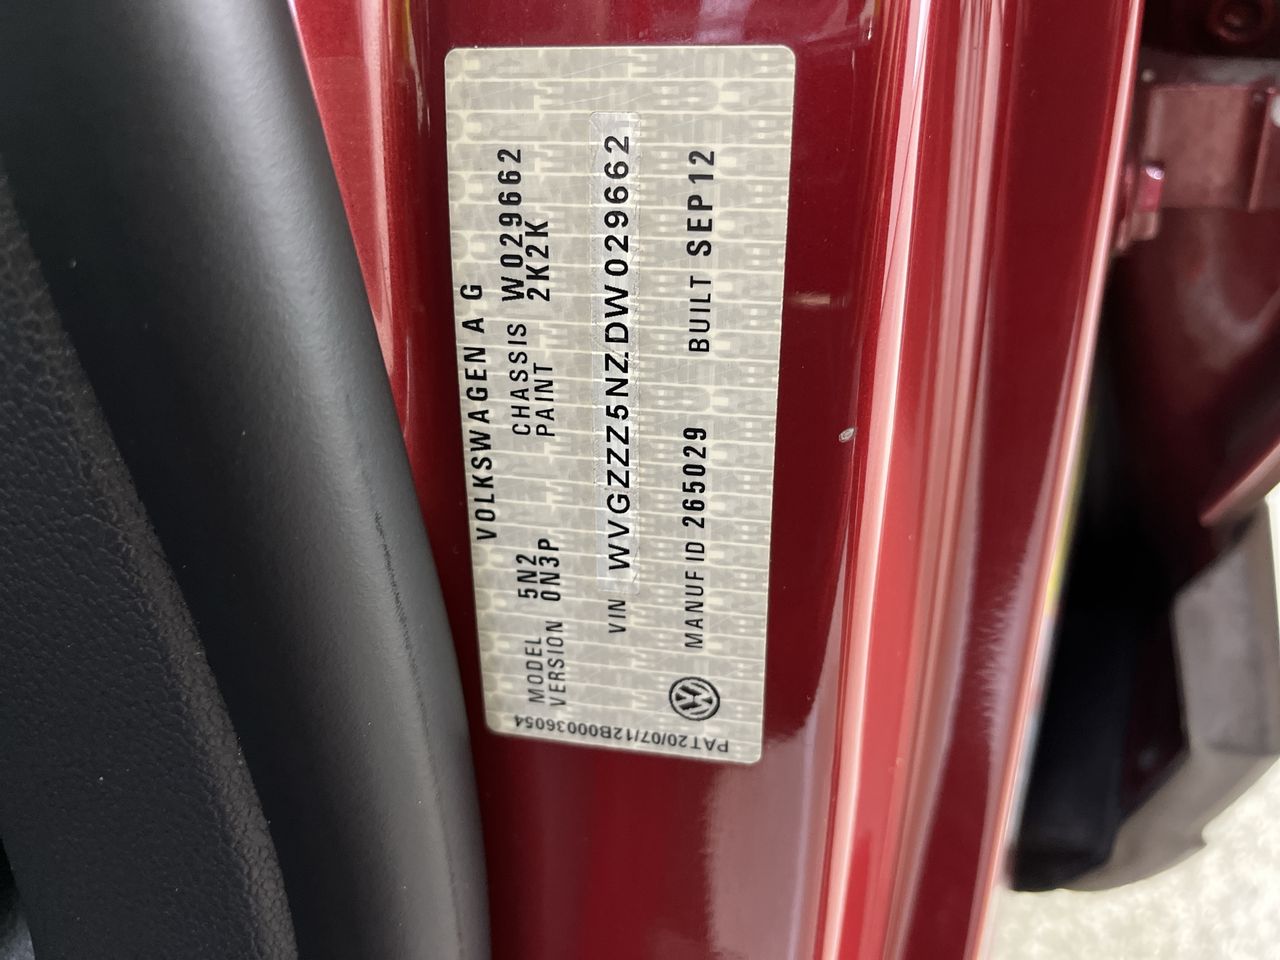 VOLKSWAGEN AG
MODEL 5N2 CHASSIS W029662
VERSION 0N3P PAINT 2K2K
VIN WVGZZZ5NZDW029662
MANUF ID 265029 BUILT SEP12
PAT20/07/12B00036054